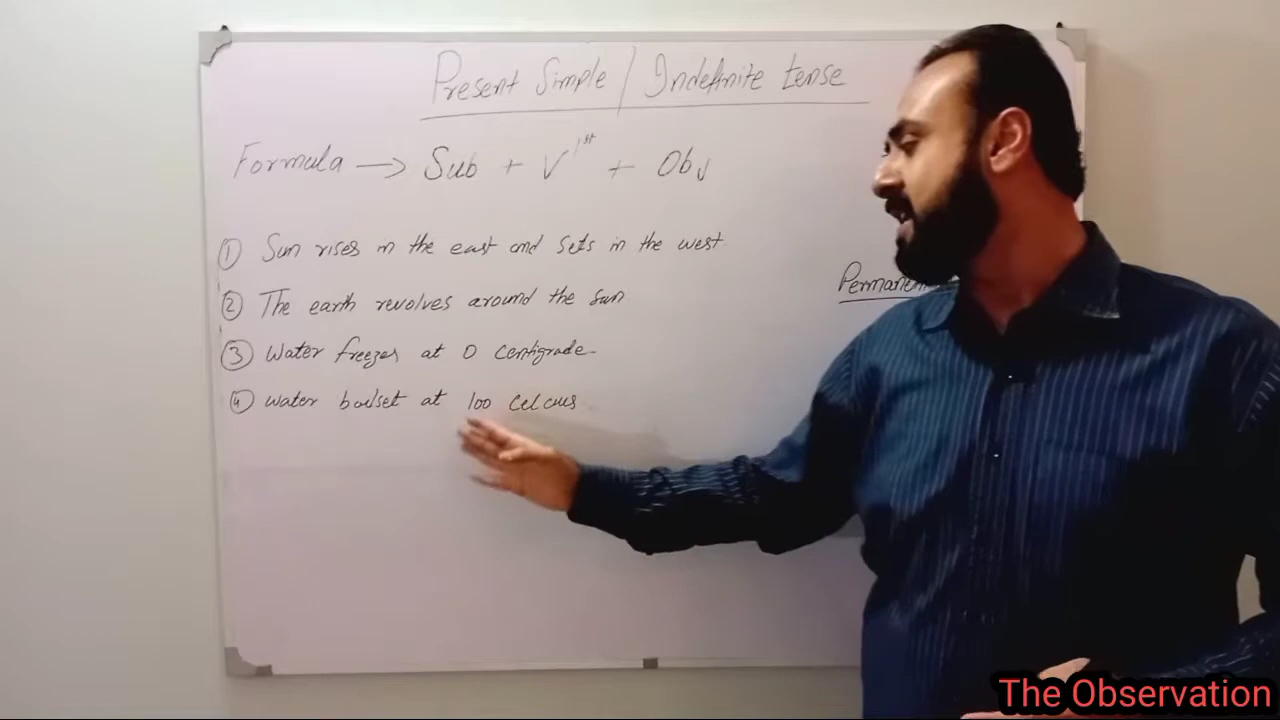 Present Simple / Indefinite tense
Formula → Sub + V 1st + Obj
① Sun rises in the east and sets in the west
② The earth revolves around the sun
Permanen
③ Water freezes at 0 centigrade
④ Water boilset at 100 Celcius
The Observation